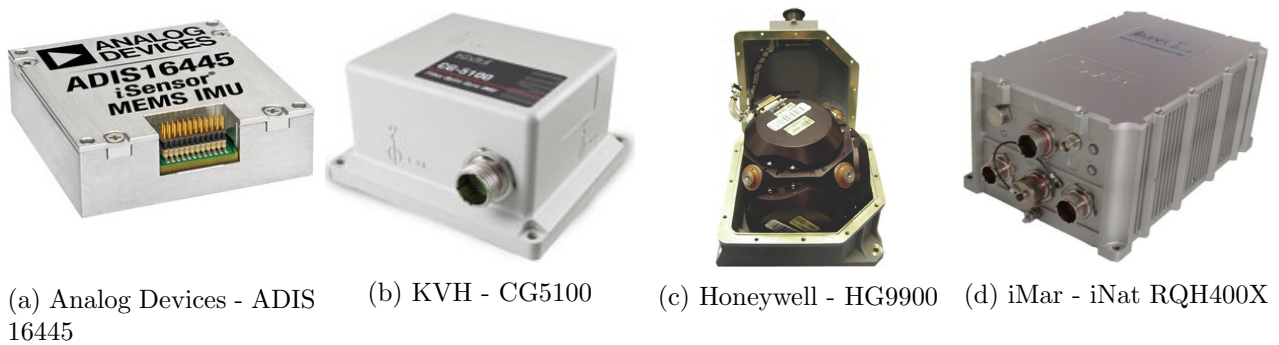 ANALOG
DEVICES
ADIS16445
iSensor®
MEMS IMU
CG-5100
(a) Analog Devices - ADIS
16445
(b) KVH - CG5100
(c) Honeywell - HG9900
(d) iMar - iNat RQH400X